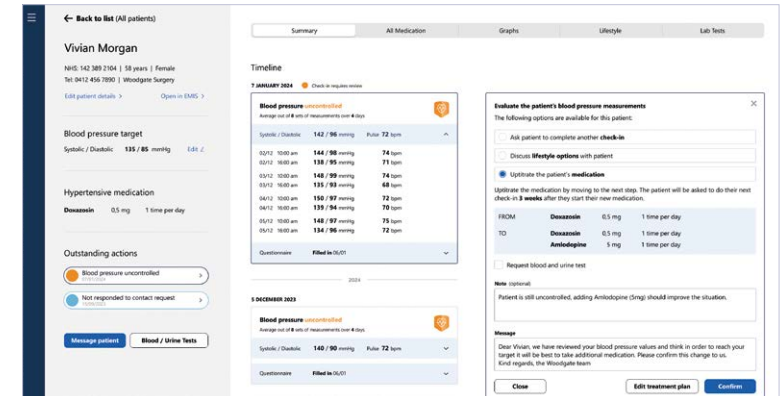 ← Back to list (All patients)
Vivian Morgan
NHS: 142 389 2104 | 58 years | Female
Tel: 0412 456 7890 | Woodgate Surgery
Edit patient details >
Open in EMIS >
Blood pressure target
Systolic / Diastolic 135 / 85 mmHg Edit
Hypertensive medication
Doxazosin 0,5 mg 1 time per day
Outstanding actions
Blood pressure uncontrolled
Not responded to contact request
Message patient
Blood / Urine Tests
Summary
All Medication
Graphs
Lifestyle
Lab Tests
Timeline
7 JANUARY 2024 Check in requires review
Blood pressure uncontrolled
Average out of 8 sets of measurements over 4 days
Systolic / Diastolic 142 / 96 mmHg Pulse 72 bpm
02/12 10:00 am 144 / 98 mmHg 74 bpm
02/12 16:00 am 138 / 95 mmHg 71 bpm
03/12 10:00 am 148 / 99 mmHg 74 bpm
03/12 16:00 am 135 / 93 mmHg 68 bpm
04/12 10:00 am 150 / 97 mmHg 72 bpm
04/12 16:00 am 139 / 94 mmHg 70 bpm
05/12 10:00 am 148 / 97 mmHg 75 bpm
05/12 16:00 am 134 / 96 mmHg 72 bpm
Questionnaire Filled in 06/01
2024
5 DECEMBER 2023
Blood pressure uncontrolled
Average out of 8 sets of measurements over 4 days
Systolic / Diastolic 140 / 90 mmHg Pulse 72 bpm
Questionnaire Filled in 06/01
Evaluate the patient's blood pressure measurements
The following options are available for this patient:
Ask patient to complete another check-in
Discuss lifestyle options with patient
Uptitrate the patient's medication
Uptitrate the medication by moving to the next step. The patient will be asked to do their next
check-in 3 weeks after they start their new medication.
FROM Doxazosin 0,5 mg 1 time per day
TO Doxazosin 0,5 mg 1 time per day
Amlodepine 5 mg 1 time per day
Request blood and urine test
Note (optional)
Patient is still uncontrolled, adding Amlodopine (5mg) should improve the situation.
Message
Dear Vivian, we have reviewed your blood pressure values and think in order to reach your
target it will be best to take additional medication. Please confirm this change to us.
Kind regards, the Woodgate team
Close
Edit treatment plan
Confirm